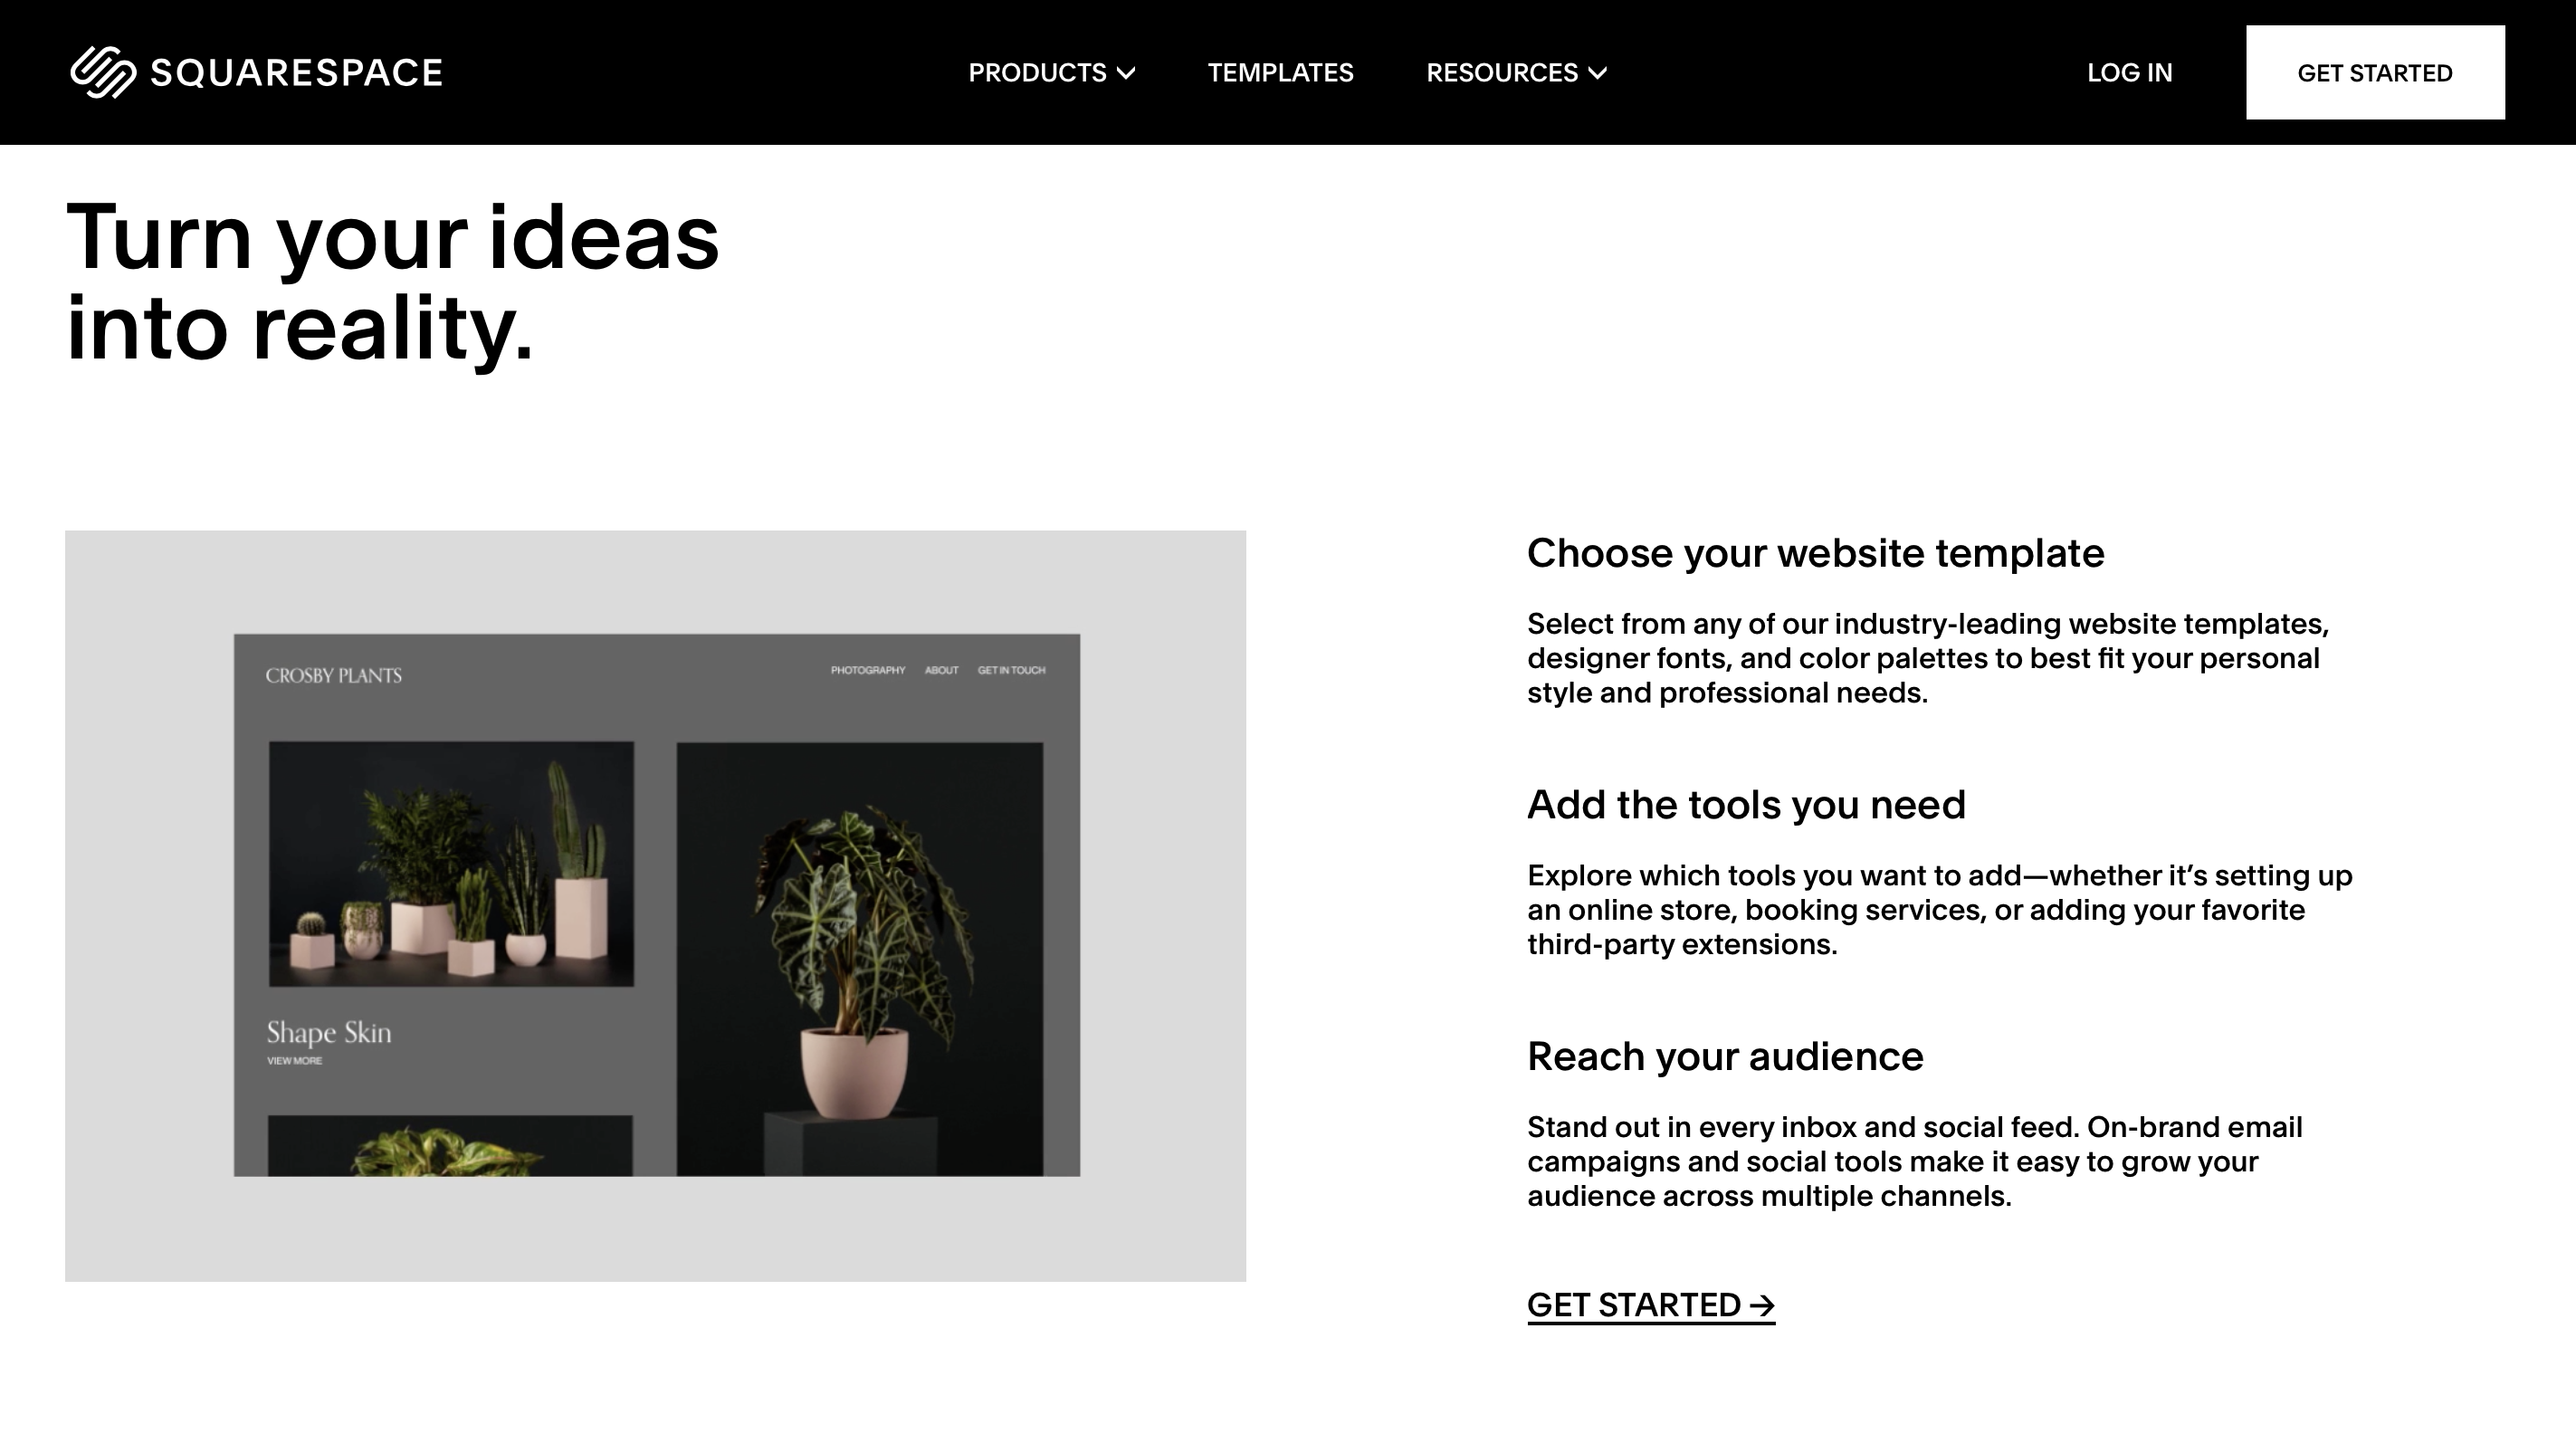 SQUARESPACE
PRODUCTS
TEMPLATES
RESOURCES
LOG IN
GET STARTED
Turn your ideas
into reality.
CROSBY PLANTS
PHOTOGRAPHY
ABOUT
GET IN TOUCH
Shape Skin
VIEW MORE
Choose your website template
Select from any of our industry-leading website templates,
designer fonts, and color palettes to best fit your personal
style and professional needs.
Add the tools you need
Explore which tools you want to add—whether it’s setting up
an online store, booking services, or adding your favorite
third-party extensions.
Reach your audience
Stand out in every inbox and social feed. On-brand email
campaigns and social tools make it easy to grow your
audience across multiple channels.
GET STARTED →